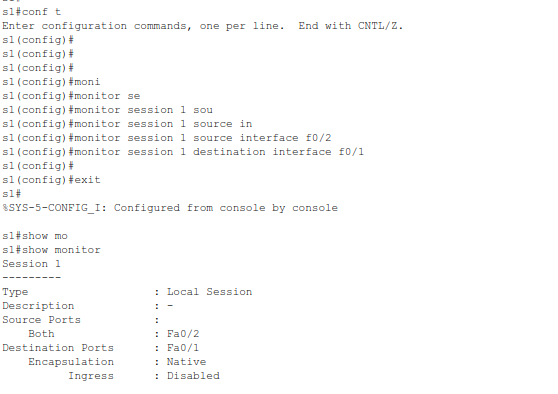 s1#conf t
Enter configuration commands, one per line.  End with CNTL/Z.
s1(config)#
s1(config)#
s1(config)#
s1(config)#moni
s1(config)#monitor se
s1(config)#monitor session 1 sou
s1(config)#monitor session 1 source in
s1(config)#monitor session 1 source interface f0/2
s1(config)#monitor session 1 destination interface f0/1
s1(config)#
s1(config)#exit
s1#
%SYS-5-CONFIG_I: Configured from console by console

s1#show mo
s1#show monitor
Session 1
---------
Type                   : Local Session
Description            : -
Source Ports           :
    Both               : Fa0/2
Destination Ports      : Fa0/1
    Encapsulation      : Native
          Ingress      : Disabled